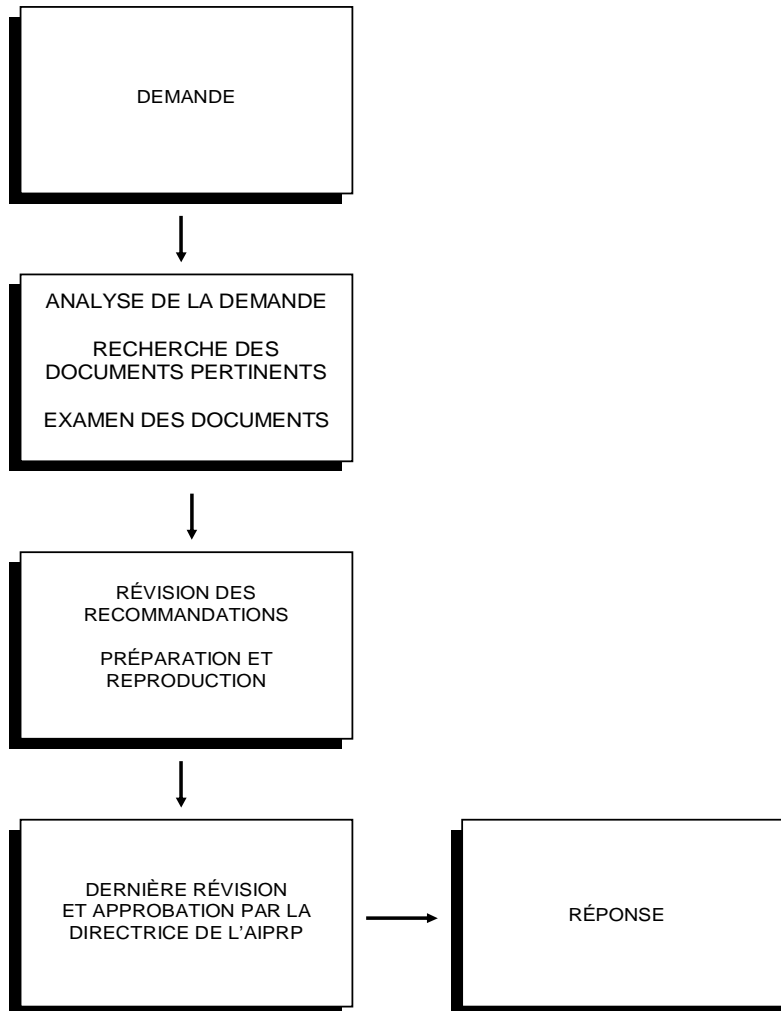 DEMANDE
ANALYSE DE LA DEMANDE
RECHERCHE DES
DOCUMENTS PERTINENTS
EXAMEN DES DOCUMENTS
RÉVISION DES
RECOMMANDATIONS
PRÉPARATION ET
REPRODUCTION
DERNIÈRE RÉVISION
ET APPROBATION PAR LA
DIRECTRICE DE L'AIPRP
RÉPONSE